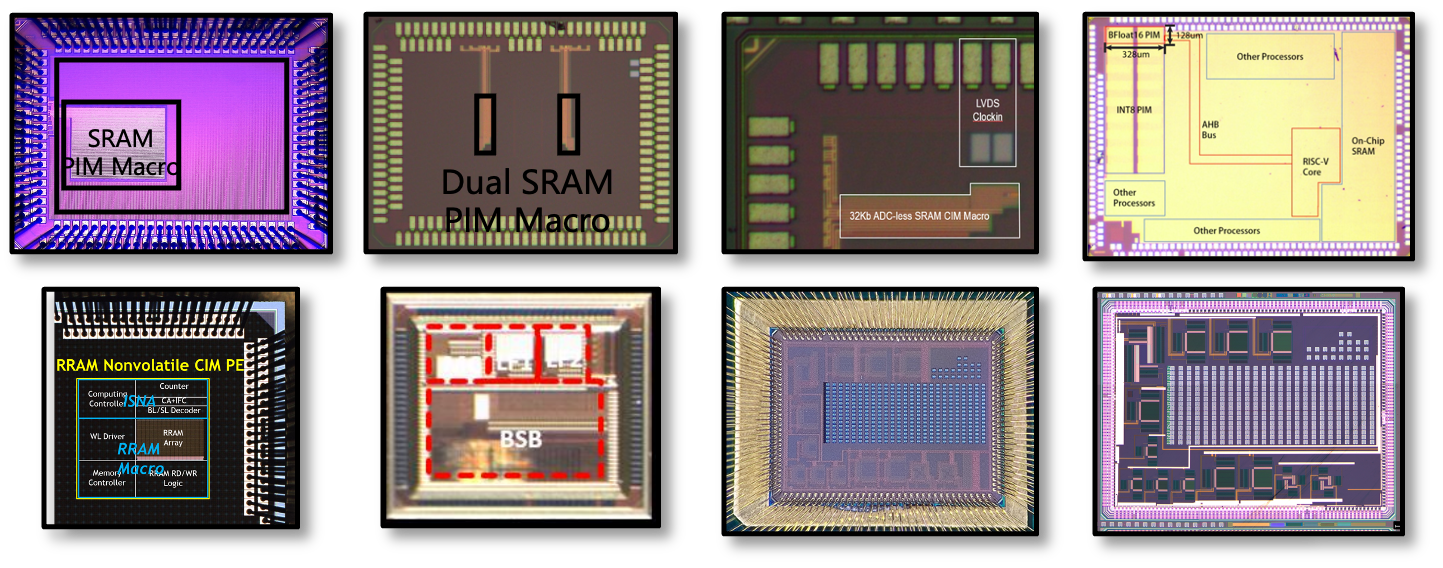 SRAM
PIM Macro
Dual SRAM
PIM Macro
LVDS
Clockin
32Kb ADC-less SRAM CIM Macro
BFloat16 PIM
128um
328um
Other Processors
INT8 PIM
AHB
Bus
On-Chip
SRAM
RISC-V
Core
Other
Processors
Other Processors
RRAM Nonvolatile CIM PE
Computing
Controller
ISNA
Counter
CA+IFC
BL/SL Decoder
WL Driver
RRAM
Array
RRAM
Macro
Memory
Controller
RRAM RD/WR
Logic
BSB